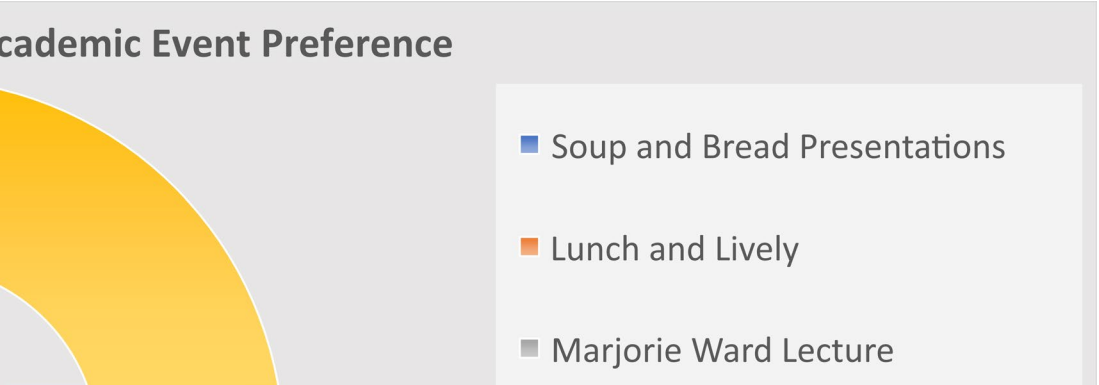 cademic Event Preference
Soup and Bread Presentations
Lunch and Lively
Marjorie Ward Lecture